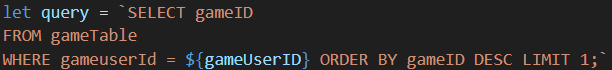 let query = `SELECT gameID
FROM gameTable
WHERE gameuserId = ${gameUserID} ORDER BY gameID DESC LIMIT 1;`